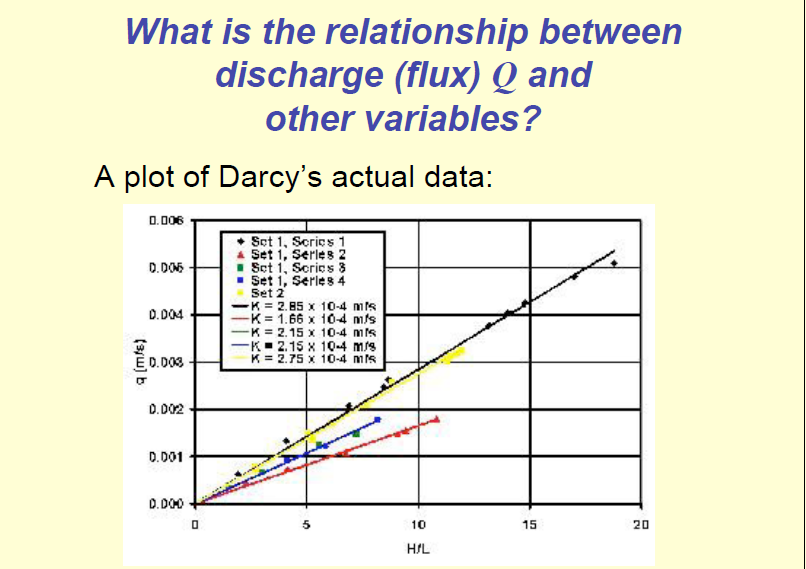 What is the relationship between
discharge (flux) Q and
other variables?
A plot of Darcy's actual data:
0.006
0.005
0.004
0.003
0.002
0.001
0.000
q (m/s)
Set 1, Series 1
Set 1, Series 2
Set 1, Series 3
Set 1, Series 4
Set 2
K = 2.85 x 10-4 m/s
K = 1.66 x 10-4 m/s
K = 2.15 x 10-4 m/s
K = 2.15 x 10-4 m/s
K = 2.75 x 10-4 m/s
0 5 10 15 20
H/L